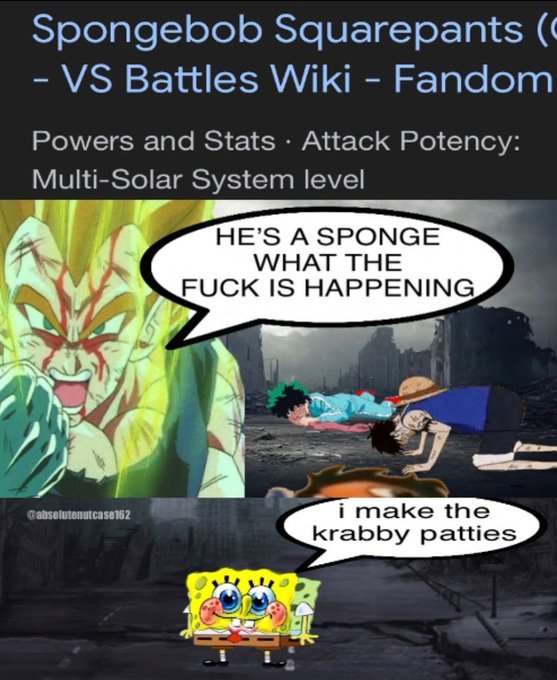 Spongebob Squarepants (
- VS Battles Wiki - Fandom
Powers and Stats · Attack Potency:
Multi-Solar System level
HE'S A SPONGE
WHAT THE
FUCK IS HAPPENING
@absolutenutcase162
i make the
krabby patties